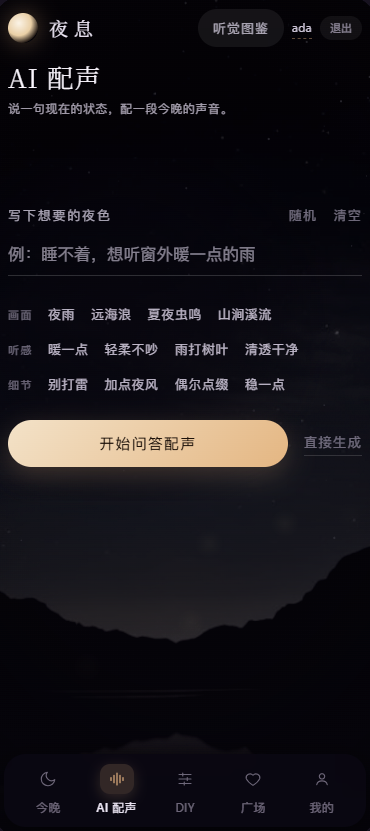 夜息 听觉图鉴 ada 退出
AI 配声
说一句现在的状态，配一段今晚的声音。
写下想要的夜色 随机 清空
例：睡不着，想听窗外暖一点的雨
画面 夜雨 远海浪 夏夜虫鸣 山涧溪流
听感 暖一点 轻柔不吵 雨打树叶 清透干净
细节 别打雷 加点夜风 偶尔点缀 稳一点
开始问答配声 直接生成
今晚 AI 配声 DIY 广场 我的